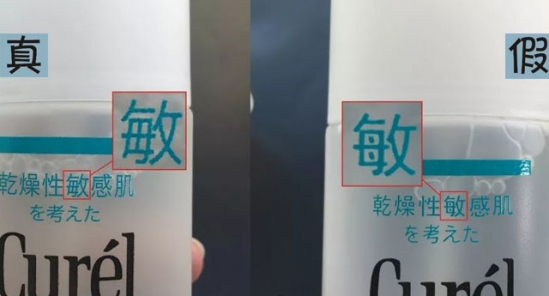 真
敏
乾燥性敏感肌
を考えた
Curél
假
敏
乾燥性敏感肌
を考えた
Curél